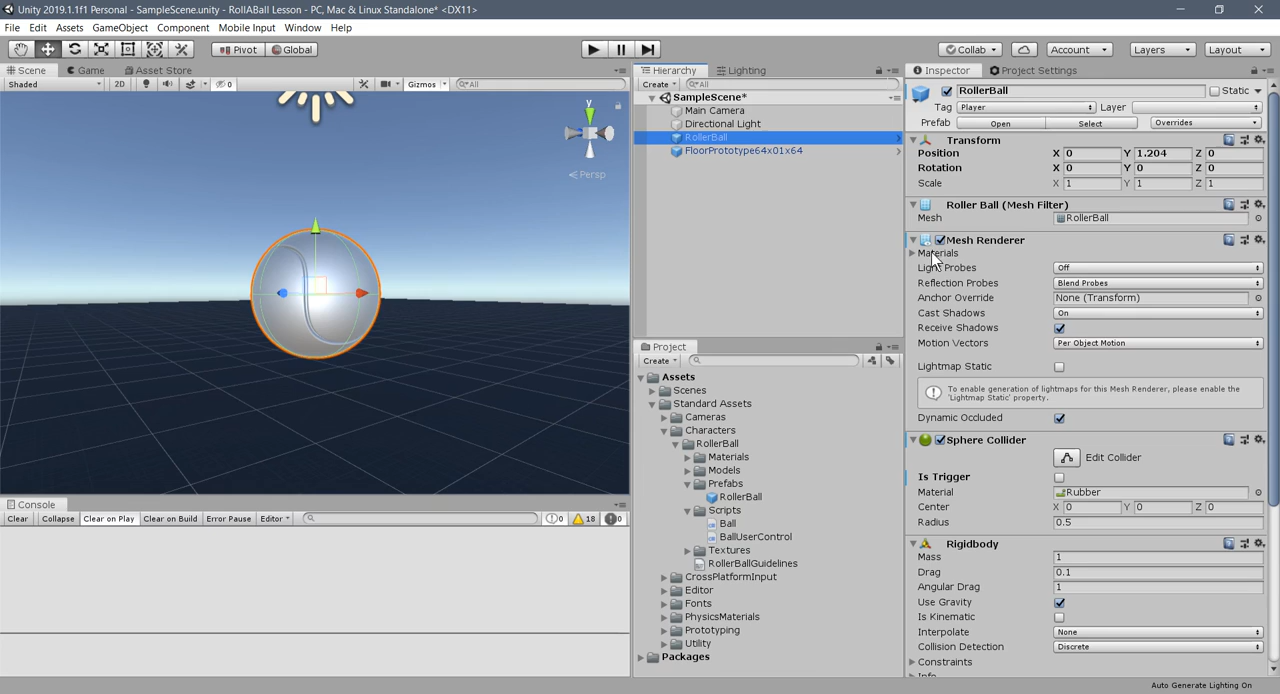 Unity 2019.1.1f1 Personal - SampleScene.unity - RollABall Lesson - PC, Mac & Linux Standalone* <DX11>
File Edit Assets GameObject Component Mobile Input Window Help
Pivot Global Collab Account Layers Layout
Scene Game Asset Store
Shaded 2D 0 Gizmos All
y
Persp
Console
Clear Collapse Clear on Play Clear on Build Error Pause Editor 0 18 0
Hierarchy Lighting
Create All
SampleScene*
Main Camera
Directional Light
RollerBall
FloorPrototype64x01x64
Project
Create
Assets
Scenes
Standard Assets
Cameras
Characters
RollerBall
Materials
Models
Prefabs
RollerBall
Scripts
Ball
BallUserControl
Textures
RollerBallGuidelines
CrossPlatformInput
Editor
Fonts
PhysicsMaterials
Prototyping
Utility
Packages
Inspector Project Settings
RollerBall Static
Tag Player Layer
Prefab Open Select Overrides
Transform
Position X 0 Y 1.204 Z 0
Rotation X 0 Y 0 Z 0
Scale X 1 Y 1 Z 1
Roller Ball (Mesh Filter)
Mesh RollerBall
Mesh Renderer
Materials
Light Probes Off
Reflection Probes Blend Probes
Anchor Override None (Transform)
Cast Shadows On
Receive Shadows
Motion Vectors Per Object Motion
Lightmap Static
To enable generation of lightmaps for this Mesh Renderer, please enable the
'Lightmap Static' property.
Dynamic Occluded
Sphere Collider
Edit Collider
Is Trigger
Material Rubber
Center X 0 Y 0 Z 0
Radius 0.5
Rigidbody
Mass 1
Drag 0.1
Angular Drag 1
Use Gravity
Is Kinematic
Interpolate None
Collision Detection Discrete
Constraints
Auto Generate Lighting On